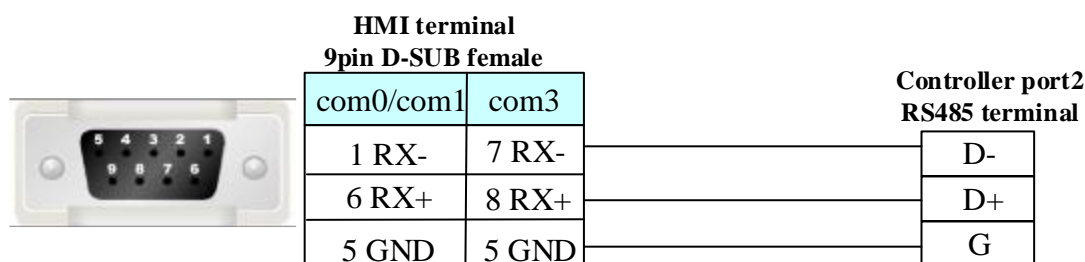 HMI terminal
9pin D-SUB female
com0/com1 com3
1 RX- 7 RX-
6 RX+ 8 RX+
5 GND 5 GND
5 4 3 2 1
9 8 7 6
Controller port2
RS485 terminal
D-
D+
G